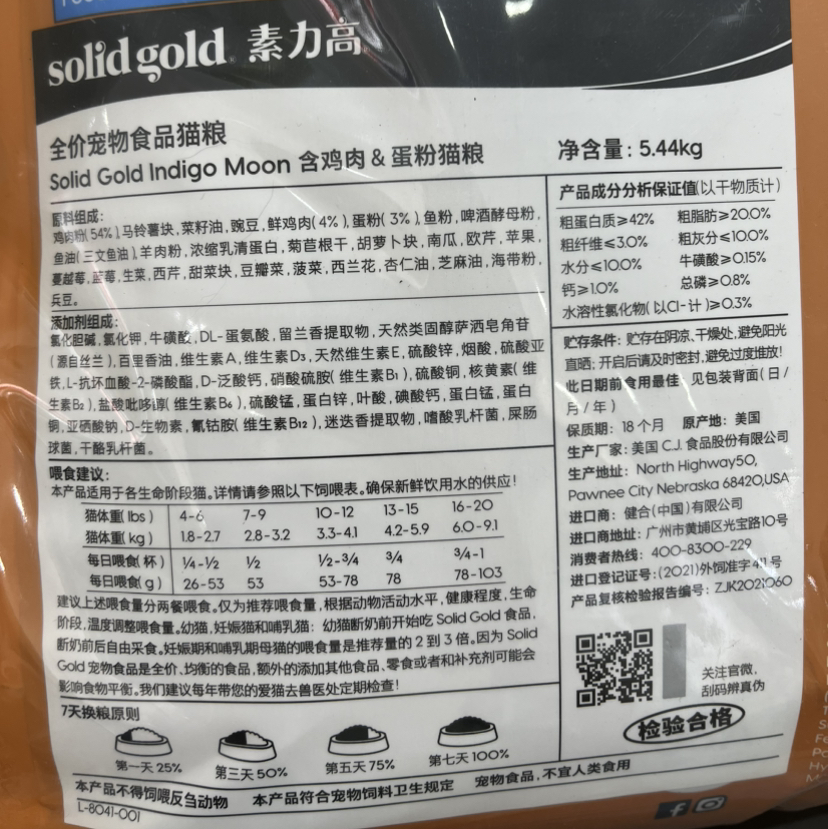 solid gold 素力高
全价宠物食品猫粮
Solid Gold Indigo Moon 含鸡肉 & 蛋粉猫粮
净含量：5.44kg
原料组成：
鸡肉粉(54%),马铃薯块,菜籽油,豌豆,鲜鸡肉(4%),蛋粉(3%),鱼粉,啤酒酵母粉,
鱼油(三文鱼油),羊肉粉,浓缩乳清蛋白,菊苣根干,胡萝卜块,南瓜,欧芹,苹果,
蔓越莓,蓝莓,生菜,西芹,甜菜块,豆瓣菜,菠菜,西兰花,杏仁油,芝麻油,海带粉,
兵豆。
添加剂组成：
氯化胆碱,氯化钾,牛磺酸,DL-蛋氨酸,留兰香提取物,天然类固醇萨洒皂角苷
(源自丝兰),百里香油,维生素A,维生素D3,天然维生素E,硫酸锌,烟酸,硫酸亚
铁,L-抗坏血酸-2-磷酸酯,D-泛酸钙,硝酸硫胺(维生素B1),硫酸铜,核黄素(维
生素B2),盐酸吡哆醇(维生素B6),硫酸锰,蛋白锌,叶酸,碘酸钙,蛋白锰,蛋白
铜,亚硒酸钠,D-生物素,氰钴胺(维生素B12),迷迭香提取物,嗜酸乳杆菌,屎肠
球菌,干酪乳杆菌。
喂食建议：
本产品适用于各生命阶段猫。详情请参照以下饲喂表。确保新鲜饮用水的供应！
猫体重(lbs) 4-6 7-9 10-12 13-15 16-20
猫体重(kg) 1.8-2.7 2.8-3.2 3.3-4.1 4.2-5.9 6.0-9.1
每日喂食(杯) ¼-½ ½ ½-¾ ¾ ¾-1
每日喂食(g) 26-53 53 53-78 78 78-103
建议上述喂食量分两餐喂食。仅为推荐喂食量,根据动物活动水平,健康程度,生命
阶段,温度调整喂食量。幼猫,妊娠猫和哺乳猫：幼猫断奶前开始吃 Solid Gold 食品,
断奶前后自由采食。妊娠期和哺乳期母猫的喂食量是推荐量的 2 到 3 倍。因为 Solid
Gold 宠物食品是全价、均衡的食品,额外的添加其他食品、零食或者和补充剂可能会
影响食物平衡。我们建议每年带您的爱猫去兽医处定期检查！
7天换粮原则
第一天 25% 第三天 50% 第五天 75% 第七天 100%
本产品不得饲喂反刍动物 本产品符合宠物饲料卫生规定 宠物食品,不宜人类食用
L-8041-001
产品成分分析保证值(以干物质计)
粗蛋白质≥42% 粗脂肪≥20.0%
粗纤维≤3.0% 粗灰分≤10.0%
水分≤10.0% 牛磺酸≥0.15%
钙≥1.0% 总磷≥0.8%
水溶性氯化物(以Cl-计)≥0.3%
贮存条件：贮存在阴凉、干燥处,避免阳光
直晒；开启后请及时密封,避免过度堆放！
此日期前食用最佳 见包装背面(日/
月/年)
保质期：18个月 原产地：美国
生产厂家：美国 C.J. 食品股份有限公司
生产地址：North Highway50,
Pawnee City Nebraska 68420,USA
进口商：健合(中国)有限公司
进口商地址：广州市黄埔区光宝路10号
消费者热线：400-8300-229
进口登记证号：(2021)外饲准字 411 号
产品复核检验报告编号：ZJK2021060
关注官微,
刮码辨真伪
检验合格